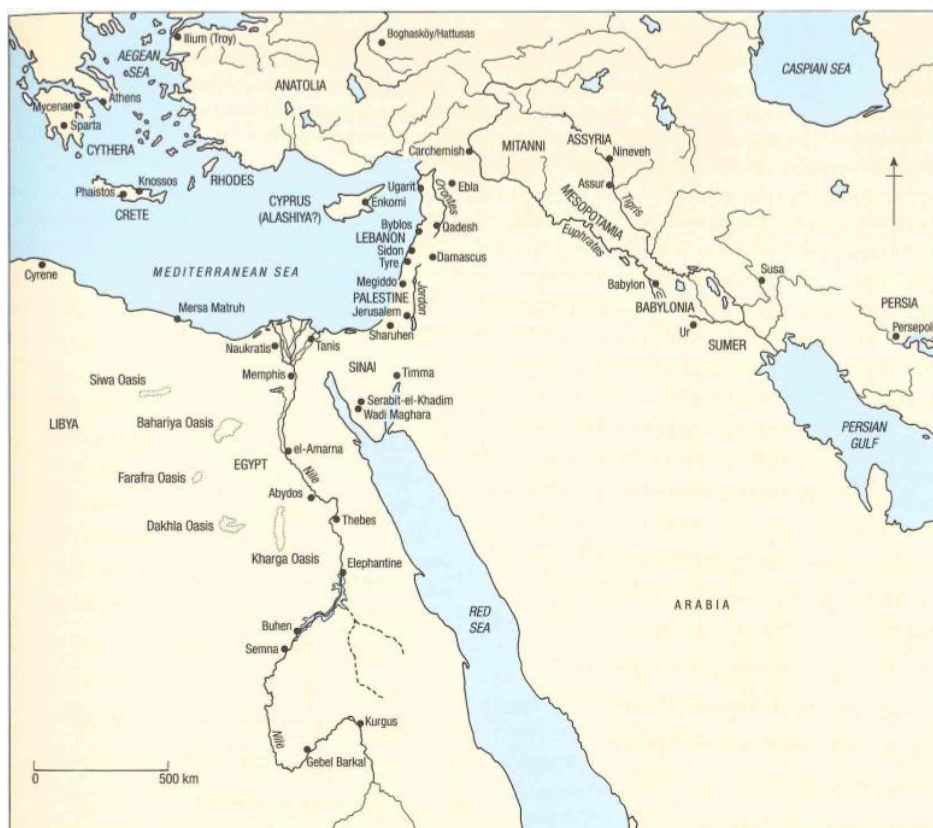 Ilium (Troy)
Boghasköy/Hattusas
AEGEAN
SEA
CASPIAN SEA
ANATOLIA
Athens
Mycenae
Sparta
CYTHERA
Carchemish
MITANNI
ASSYRIA
Nineveh
RHODES
Knossos
Phaistos
CRETE
CYPRUS
(ALASHIYA?)
Enkomi
Ugarit
Orontes
Ebla
Assur
Tigris
MESOPOTAMIA
Euphrates
Byblos
Qadesh
LEBANON
Sidon
Tyre
Damascus
MEDITERRANEAN SEA
Cyrene
Megiddo
PALESTINE
Jordon
Jerusalem
Sharuhen
Babylon
BABYLONIA
Susa
PERSIA
Persepoli
Ur
SUMER
Mersa Matruh
Naukratis
Tanis
Memphis
SINAI
Timma
Siwa Oasis
Serabit-el-Khadim
Wadi Maghara
LIBYA
Bahariya Oasis
PERSIAN
GULF
el-Amarna
EGYPT
Nile
Farafra Oasis
Abydos
Thebes
Dakhla Oasis
Kharga Oasis
Elephantine
RED
SEA
ARABIA
Buhen
Semna
Kurgus
Nile
Gebel Barkal
0
500 km